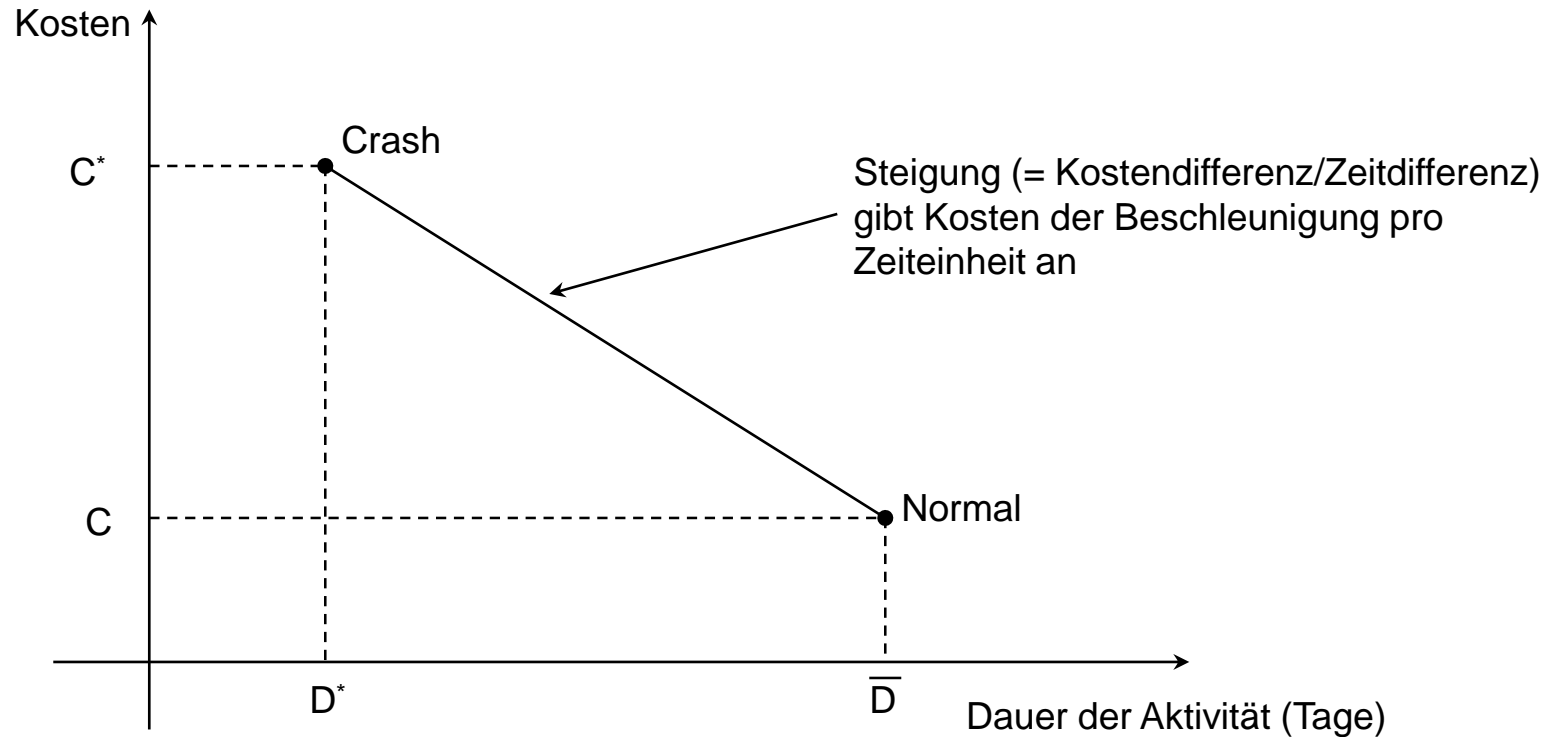 Kosten
Crash
C*
Steigung (= Kostendifferenz/Zeitdifferenz)
gibt Kosten der Beschleunigung pro
Zeiteinheit an
C
Normal
D*
D̅
Dauer der Aktivität (Tage)